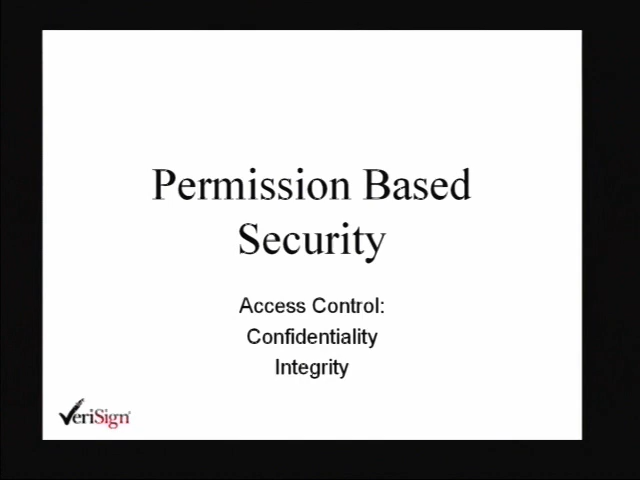 Permission Based
Security
Access Control:
Confidentiality
Integrity
VeriSign®